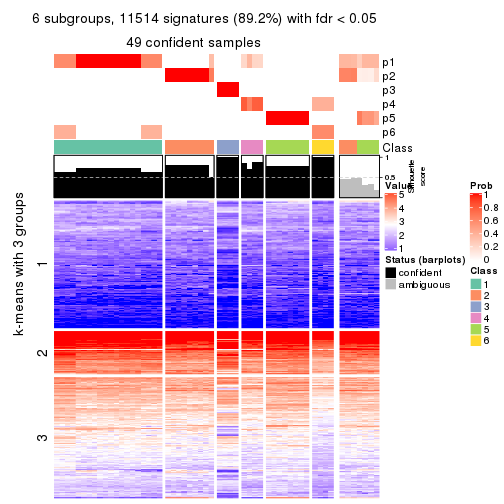 6 subgroups, 11514 signatures (89.2%) with fdr < 0.05
49 confident samples
p1
p2
p3
p4
p5
p6
Class
1
0.5
Silhouette
score
k-means with 3 groups
1
2
3
Value
5
4
3
2
1
Status (barplots)
confident
ambiguous
Prob
1
0.8
0.6
0.4
0.2
0
Class
1
2
3
4
5
6